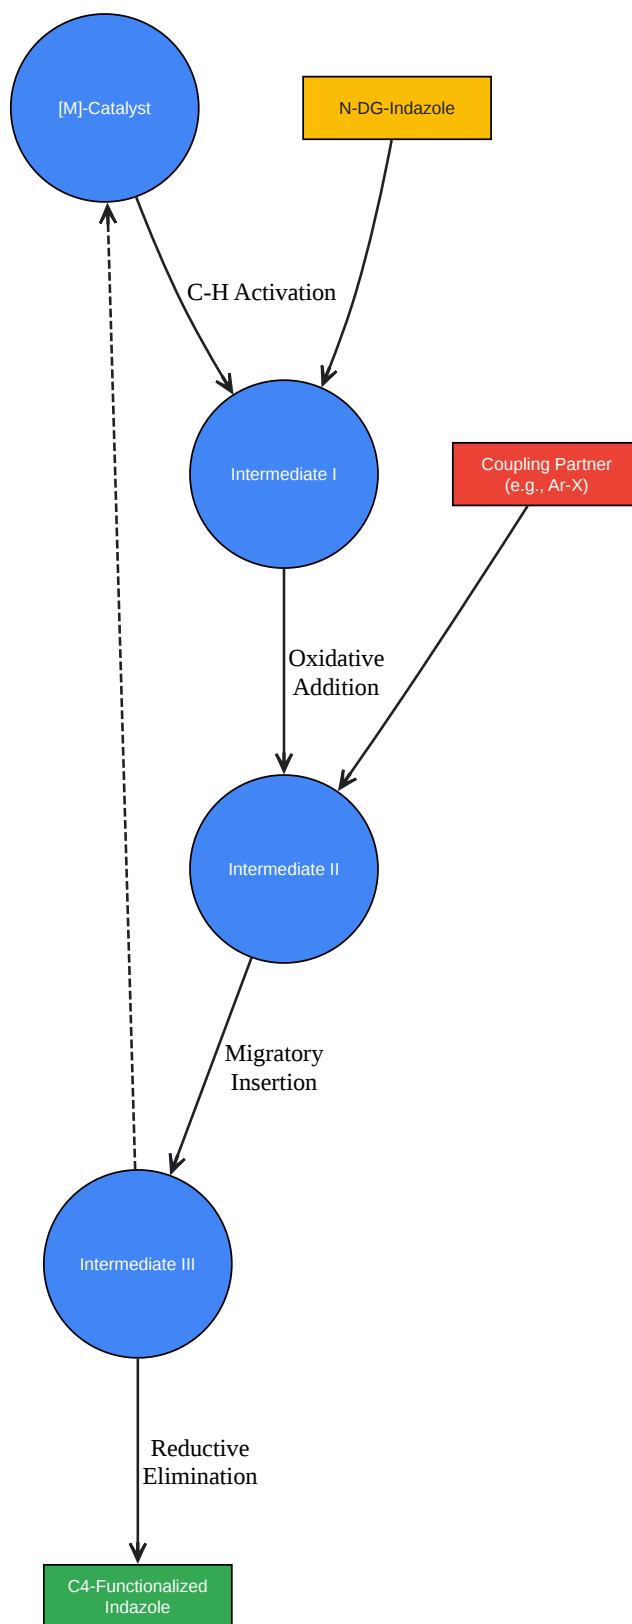 [M]-Catalyst
N-DG-Indazole
C-H Activation
Intermediate I
Coupling Partner
(e.g., Ar-X)
Oxidative
Addition
Intermediate II
Migratory
Insertion
Intermediate III
Reductive
Elimination
C4-Functionalized
Indazole